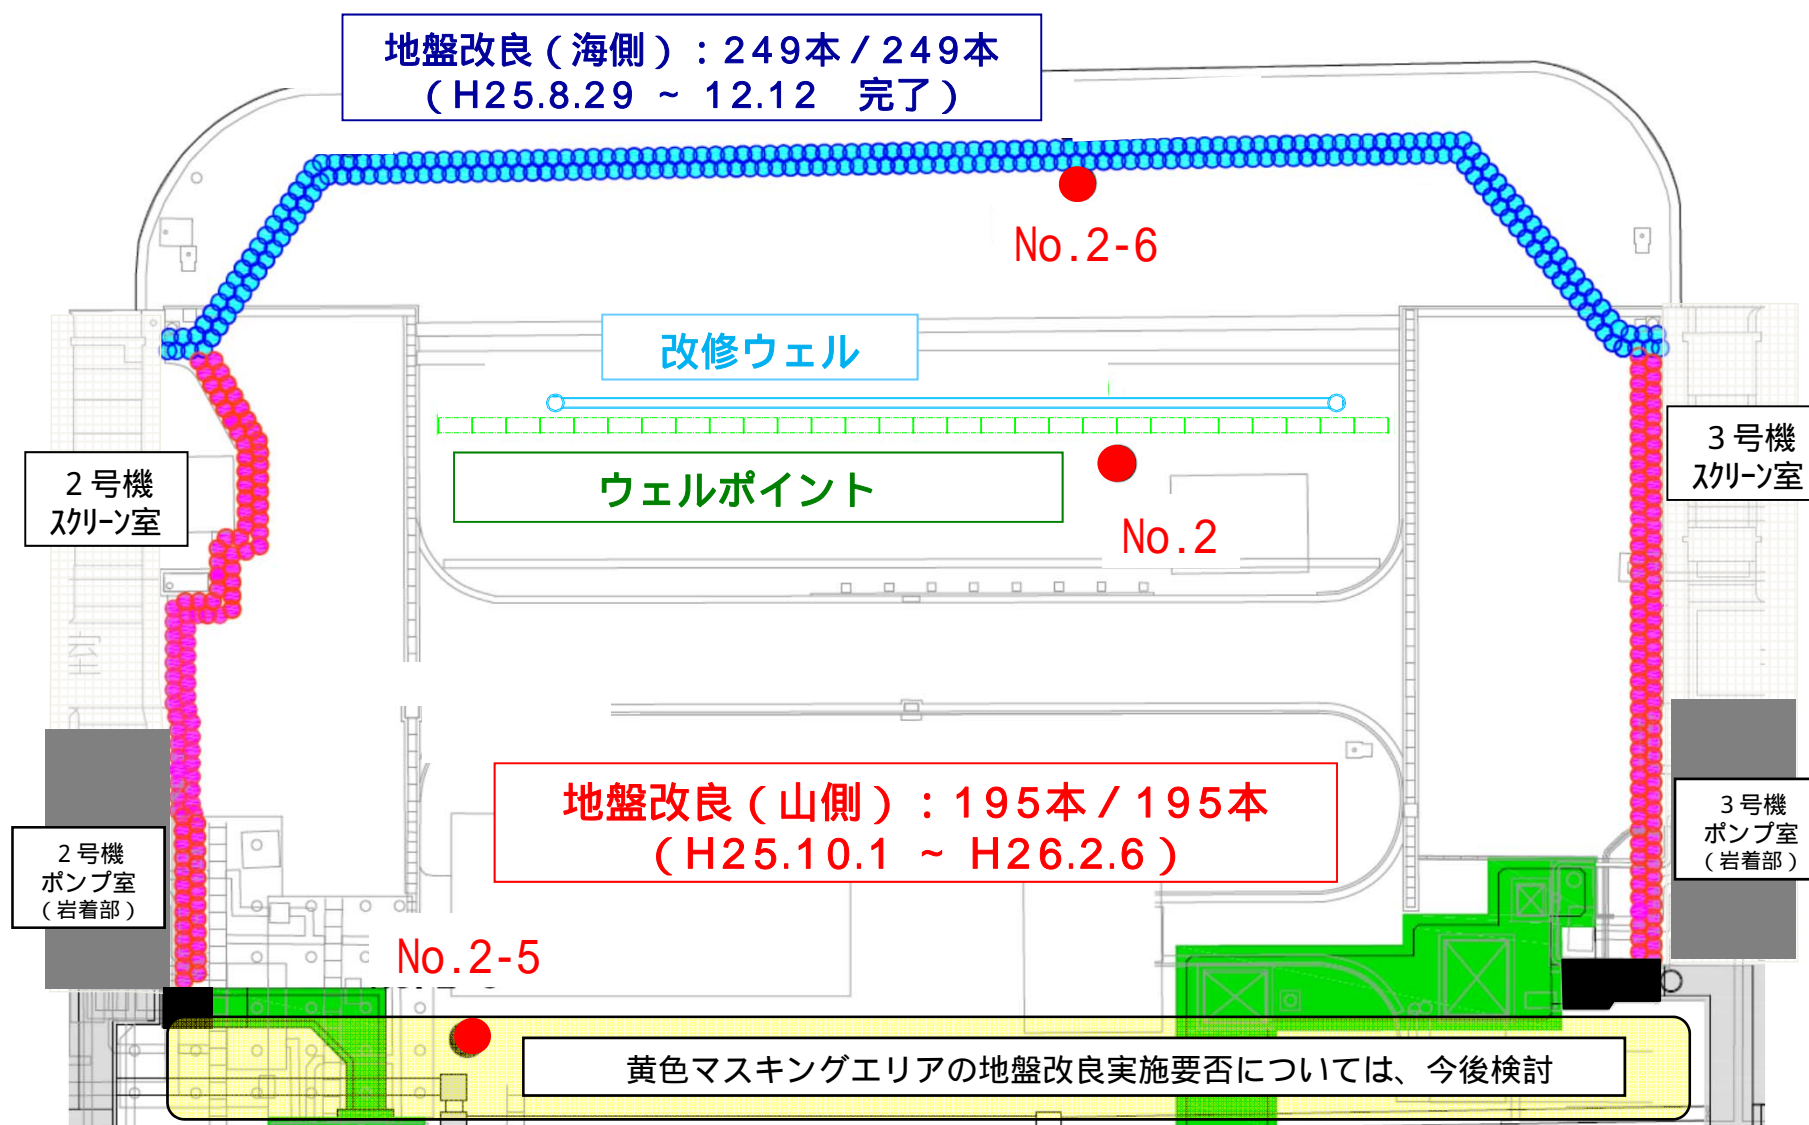 地盤改良（海側）：249本／249本
（H25.8.29 ～ 12.12　完了）
No.2-6
改修ウェル
ウェルポイント
No.2
２号機
ｽｸﾘｰﾝ室
３号機
ｽｸﾘｰﾝ室
地盤改良（山側）：195本／195本
（H25.10.1 ～ H26.2.6）
２号機
ポンプ室
（岩着部）
３号機
ポンプ室
（岩着部）
No.2-5
黄色マスキングエリアの地盤改良実施要否については、今後検討